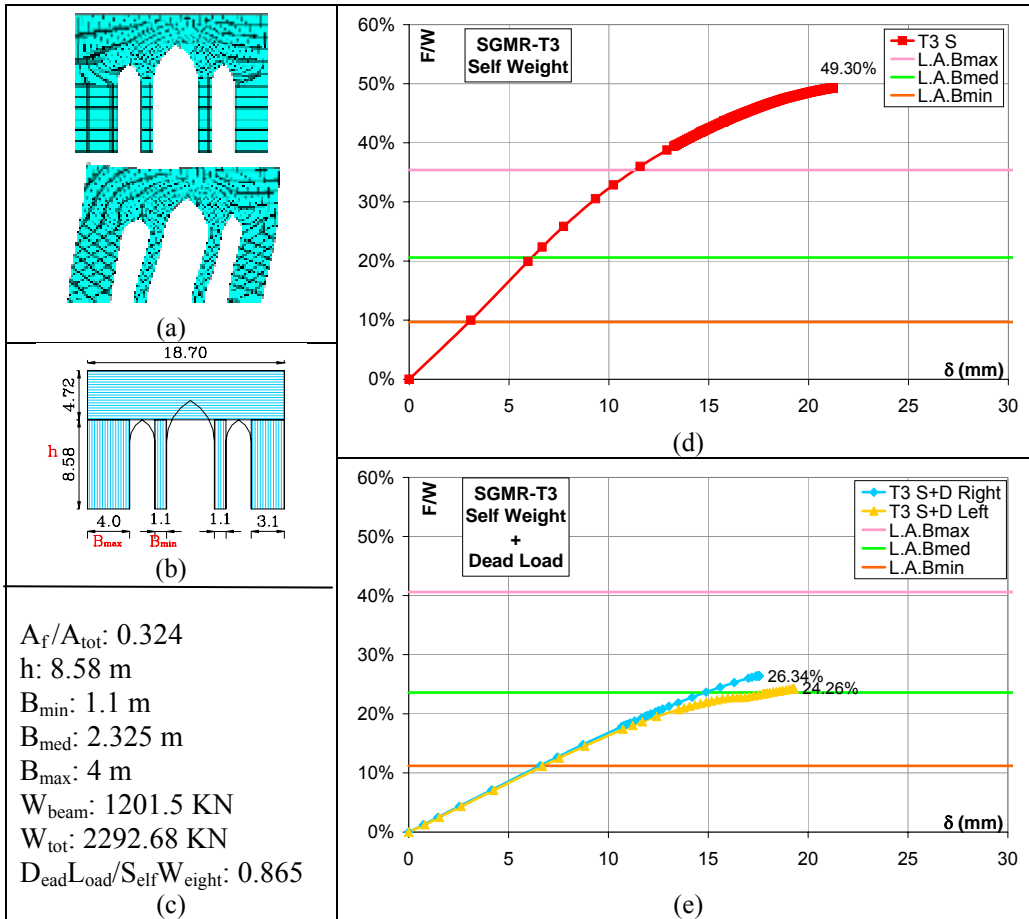 (a)
18.70
4.72
h
8.58
4.0
1.1
1.1
3.1
Bmax
Bmin
(b)
Af/Atot: 0.324
h: 8.58 m
Bmin: 1.1 m
Bmed: 2.325 m
Bmax: 4 m
Wbeam: 1201.5 KN
Wtot: 2292.68 KN
DeadLoad/SelfWeight: 0.865
(c)
F/W
60%
50%
40%
30%
20%
10%
0%
SGMR-T3
Self Weight
T3 S
L.A.Bmax
L.A.Bmed
L.A.Bmin
49.30%
δ (mm)
0 5 10 15 20 25 30
(d)
F/W
60%
50%
40%
30%
20%
10%
0%
SGMR-T3
Self Weight
+
Dead Load
T3 S+D Right
T3 S+D Left
L.A.Bmax
L.A.Bmed
L.A.Bmin
26.34%
24.26%
δ (mm)
0 5 10 15 20 25 30
(e)